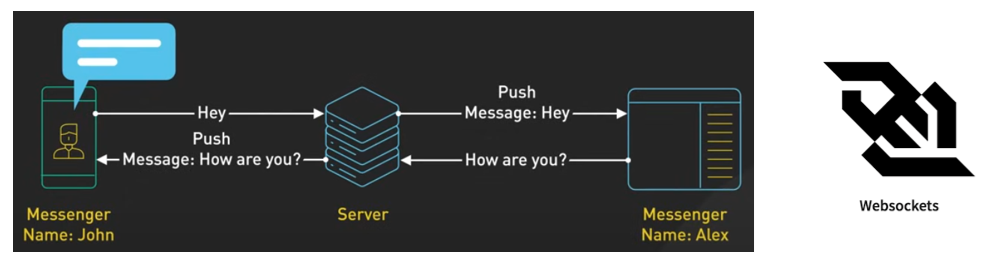 Hey
Push
Message: Hey
Push
Message: How are you?
How are you?
Messenger
Name: John
Server
Messenger
Name: Alex
Websockets